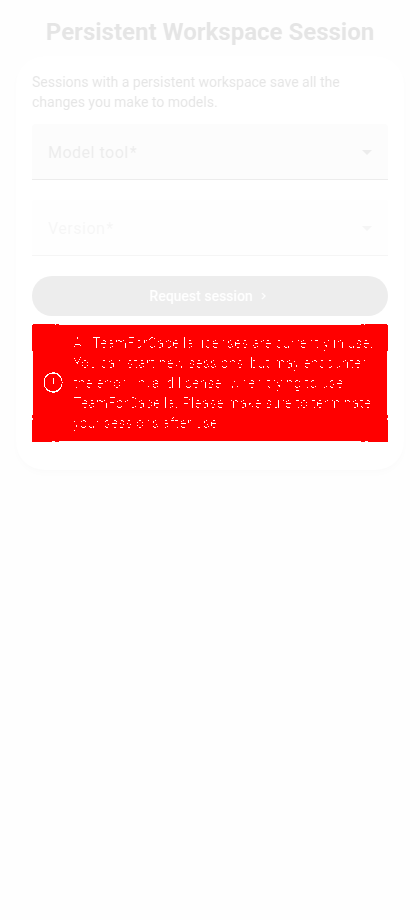 Persistent Workspace Session
Sessions with a persistent workspace save all the
changes you make to models.
Model tool*
Version*
Request session
All TeamForCapella licenses are currently in use.
You can start new sessions, but may encounter
the error "Invalid license" when trying to use
TeamForCapella. Please make sure to terminate
your sessions after use.